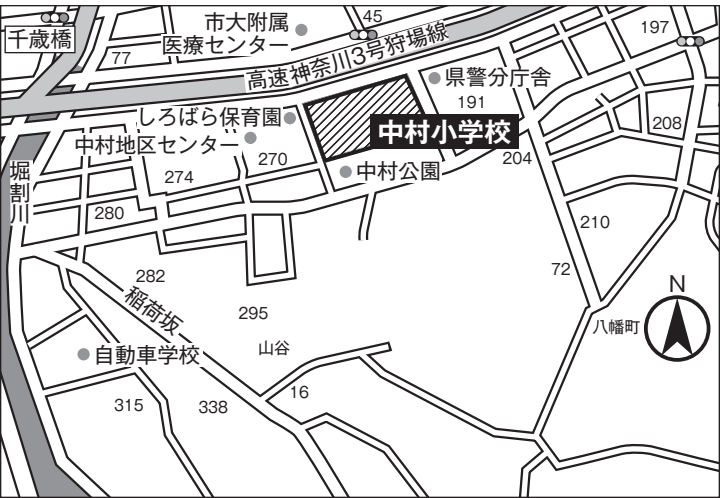 45
市大附属
医療センター
197
千歳橋
77
高速神奈川3号狩場線
県警分庁舎
191
しろばら保育園
中村小学校
208
中村地区センター
270
204
中村公園
274
堀割川
280
210
72
282
稲荷坂
295
N
八幡町
山谷
自動車学校
16
315
338